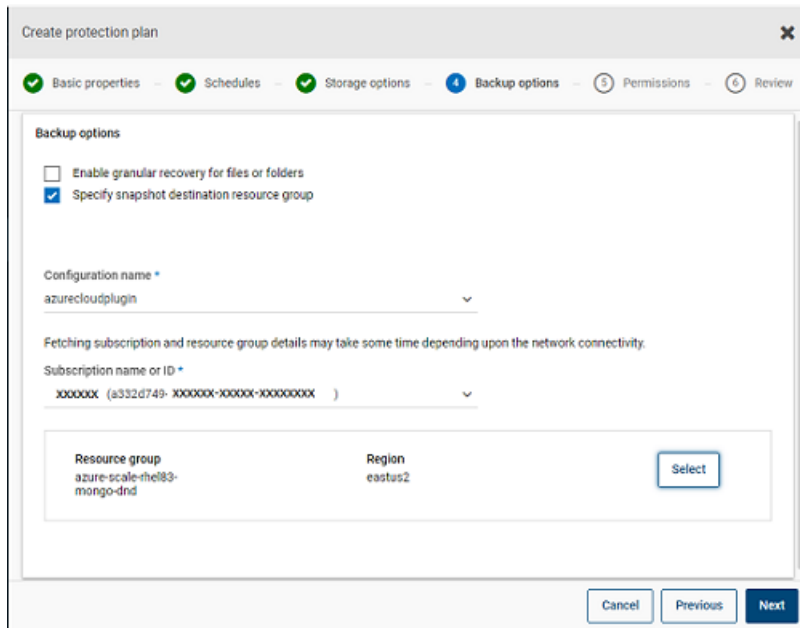 Create protection plan
Basic properties
Schedules
Storage options
4 Backup options
5 Permissions
6 Review
Backup options
Enable granular recovery for files or folders
Specify snapshot destination resource group
Configuration name *
azurecloudplugin
Fetching subscription and resource group details may take some time depending upon the network connectivity.
Subscription name or ID *
XXXXXX (a332d749- XXXXXX-XXXXX-XXXXXXXX )
Resource group
Region
azure-scale-rhel83-
mongo-dnd
eastus2
Select
Cancel
Previous
Next